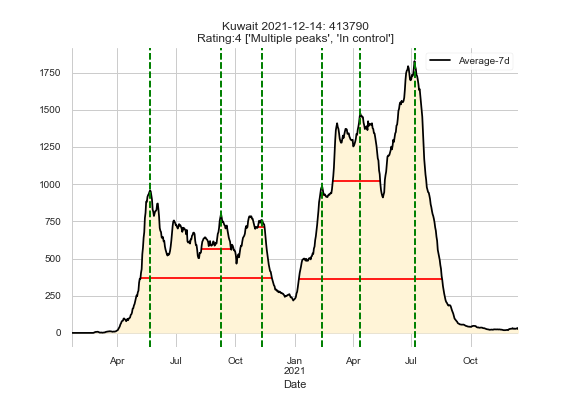 Kuwait 2021-12-14: 413790
Rating:4 ['Multiple peaks', 'In control']
Average-7d
1750
1500
1250
1000
750
500
250
0
Apr
Jul
Oct
Jan
2021
Apr
Jul
Oct
Date